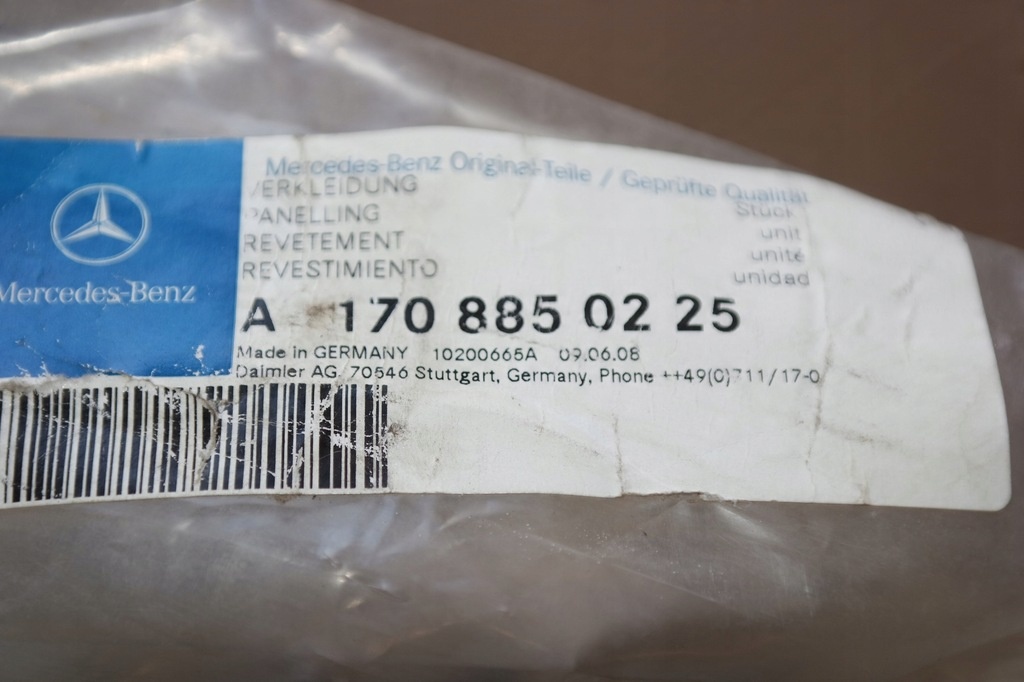 Mercedes-Benz Original-Teile / Geprüfte Qualität
VERKLEIDUNG Stück
PANELLING unit
REVETEMENT unité
REVESTIMIENTO unidad
Mercedes-Benz
A 170 885 02 25
Made in GERMANY 10200665A 09.06.08
Daimler AG, 70546 Stuttgart, Germany, Phone ++49(0)711/17-0